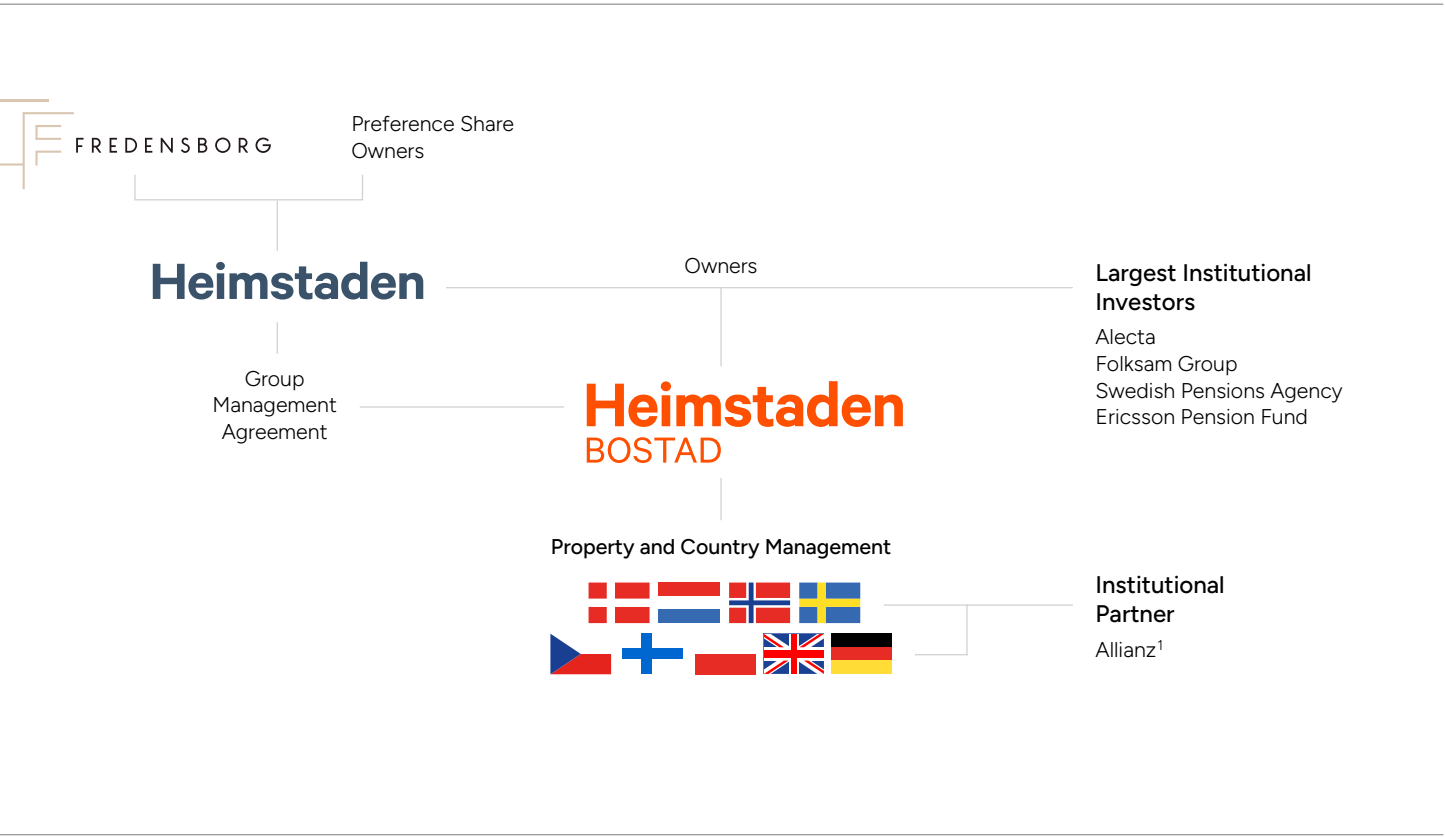 FREDENSBORG
Preference Share
Owners
Heimstaden
Owners
Largest Institutional
Investors
Alecta
Folksam Group
Swedish Pensions Agency
Ericsson Pension Fund
Group
Management
Agreement
Heimstaden
BOSTAD
Property and Country Management
Institutional
Partner
Allianz¹